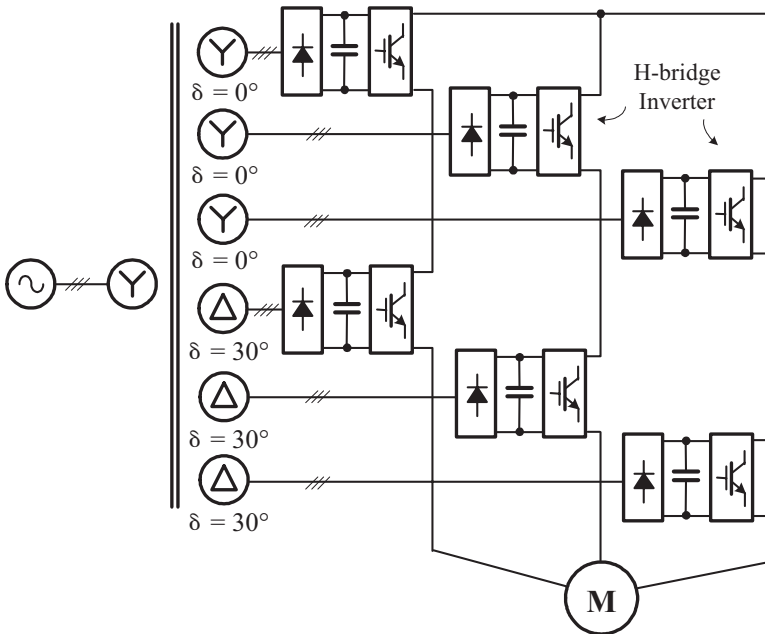 δ = 0°
H-bridge
Inverter
δ = 0°
δ = 0°
δ = 30°
δ = 30°
δ = 30°
M